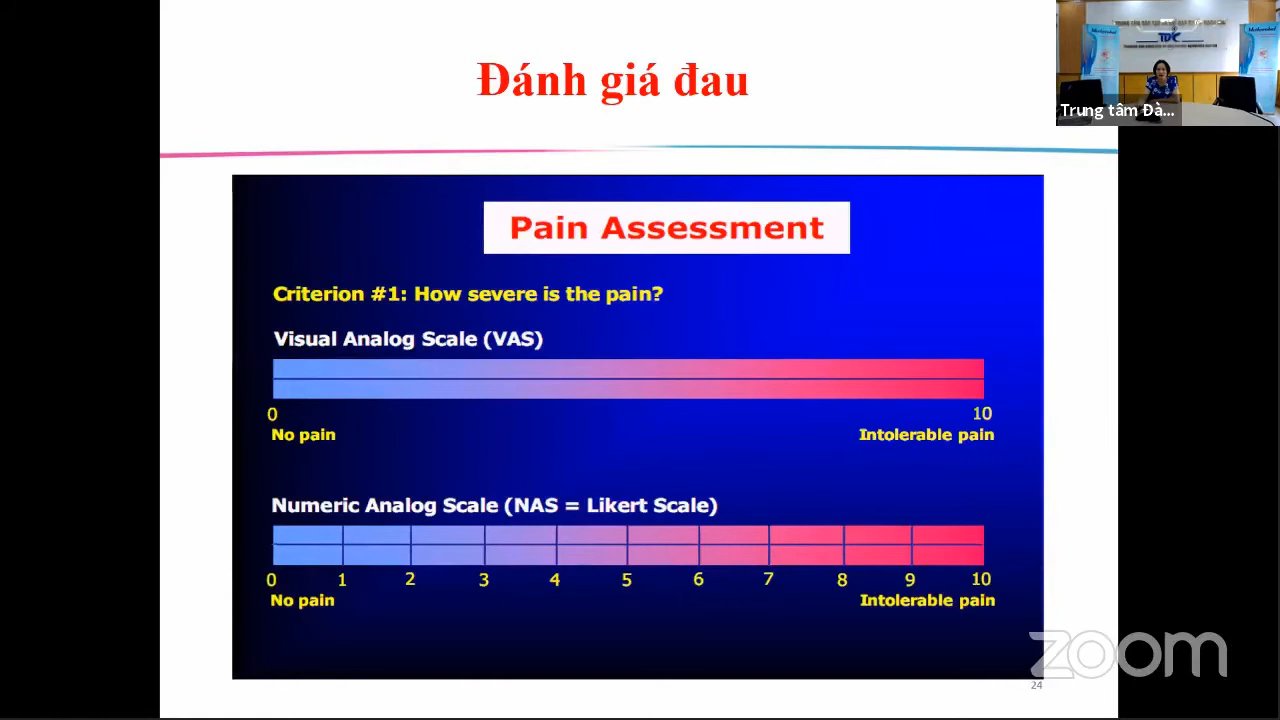 Đánh giá đau
TDC
Trung tâm Đà...
Pain Assessment
Criterion #1: How severe is the pain?
Visual Analog Scale (VAS)
0 10
No pain Intolerable pain
Numeric Analog Scale (NAS = Likert Scale)
0 1 2 3 4 5 6 7 8 9 10
No pain Intolerable pain
zoom
24